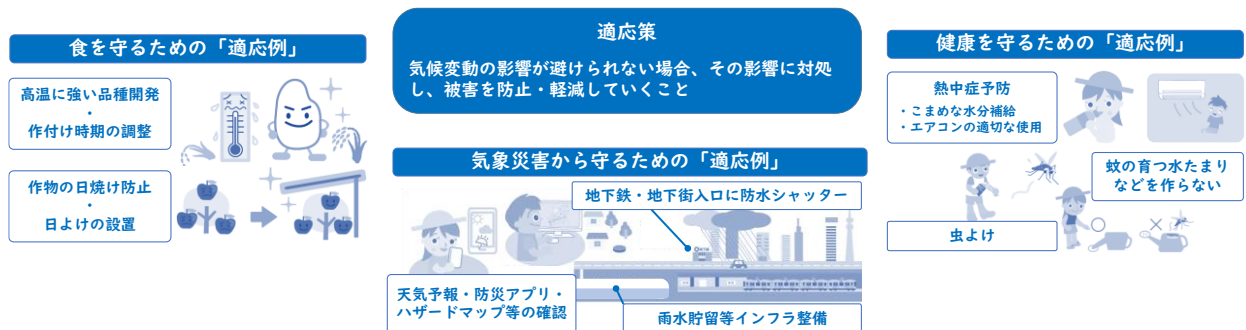 食を守るための「適応例」
高温に強い品種開発
・
作付け時期の調整
作物の日焼け防止
・
日よけの設置
適応策
気候変動の影響が避けられない場合、その影響に対処
し、被害を防止・軽減していくこと
気象災害から守るための「適応例」
地下鉄・地下街入口に防水シャッター
天気予報・防災アプリ・
ハザードマップ等の確認
雨水貯留等インフラ整備
健康を守るための「適応例」
熱中症予防
・こまめな水分補給
・エアコンの適切な使用
蚊の育つ水たまり
などを作らない
虫よけ